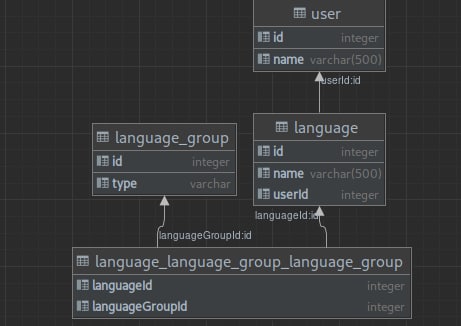 user
id integer
name varchar(500)
userId:id
language
id integer
name varchar(500)
userId integer
language_group
id integer
type varchar
languageId:id
languageGroupId:id
language_language_group_language_group
languageId integer
languageGroupId integer